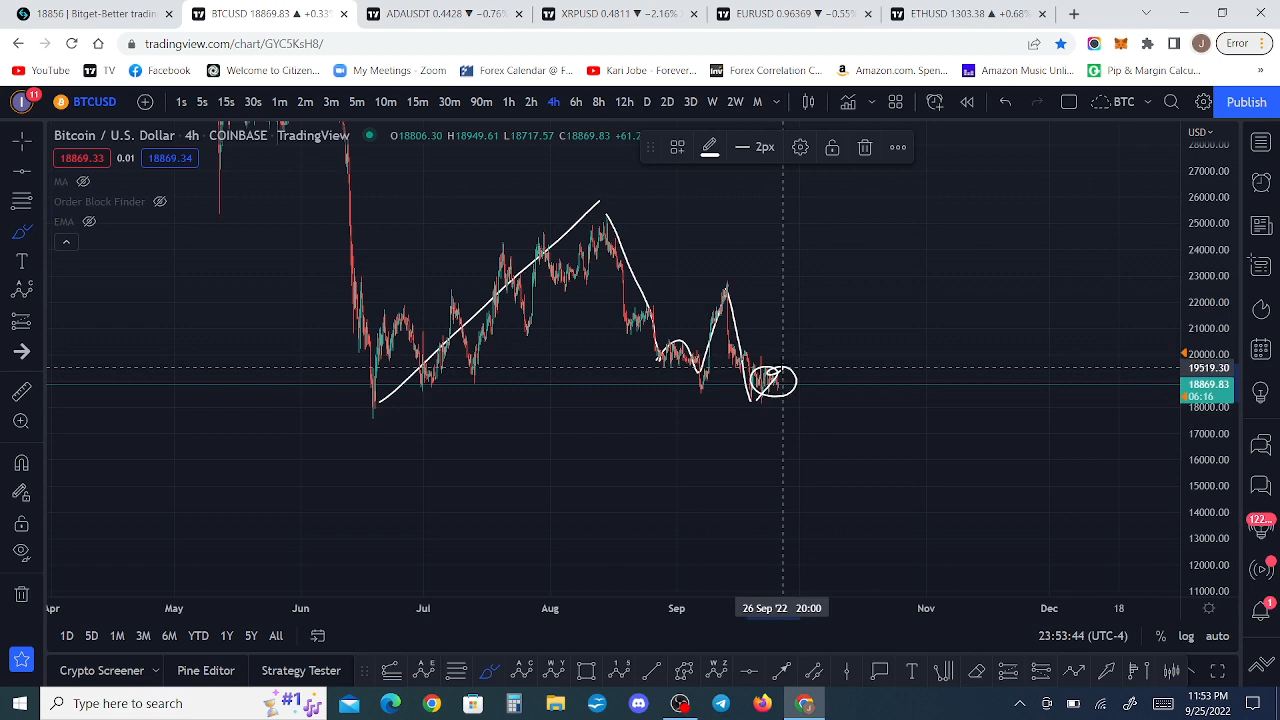 18856 | Bitget-Better trading
BTCUSD 18869.83 ▲ +0.33%
ADAUSDT 0.44 ▼ −0.76%
XRPUSD 0.4811 ▼ −2.16%
EURUSD 0.9639 ▼ −0.55%
ETHUSD 1303.38 ▲ +0.68%
tradingview.com/chart/GYC5KsH8/
J
Error
YouTube
TV
Facebook
Welcome to Citizen...
My Meetings - Zoom
Forex Calendar @ F...
Kari Jobe - Forever...
Forex Correlation C...
Amazon.com Spen...
Amazon Music Unli...
Pip & Margin Calcu...
»
11
I
BTCUSD
1s 5s 15s 30s 1m 2m 3m 5m 10m 15m 30m 90m 1h 2h 4h 6h 8h 12h D 2D 3D W 2W M
BTC
Publish
Bitcoin / U.S. Dollar · 4h · COINBASE · TradingView
O18806.30 H18949.61 L18717.57 C18869.83 +61.2
2px
USD
18869.33
0.01
18869.34
MA
Order Block Finder
EMA
28000.00
27000.00
26000.00
25000.00
24000.00
23000.00
22000.00
21000.00
20000.00
19519.30
18869.83
06:16
18000.00
17000.00
16000.00
15000.00
14000.00
13000.00
12000.00
11000.00
122...
1
Apr May Jun Jul Aug Sep 26 Sep '22 20:00 Nov Dec 18
1D 5D 1M 3M 6M YTD 1Y 5Y All
23:53:44 (UTC-4)
% log auto
Crypto Screener
Pine Editor
Strategy Tester
Type here to search
#1
11:53 PM
9/25/2022